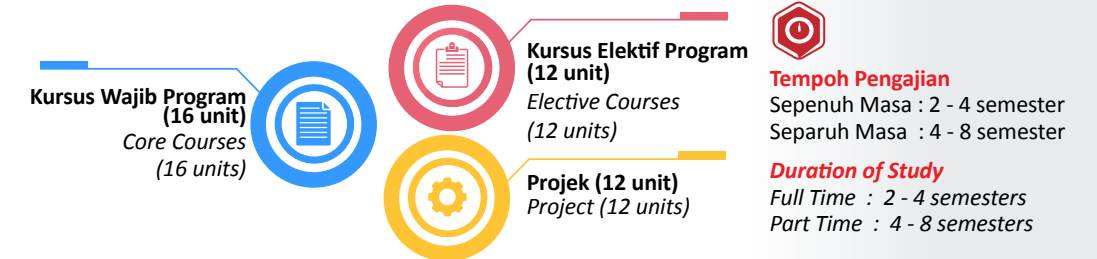 Kursus Wajib Program
(16 unit)
Core Courses
(16 units)
Kursus Elektif Program
(12 unit)
Elective Courses
(12 units)
Projek (12 unit)
Project (12 units)
Tempoh Pengajian
Sepenuh Masa : 2 - 4 semester
Separuh Masa : 4 - 8 semester
Duration of Study
Full Time : 2 - 4 semesters
Part Time : 4 - 8 semesters